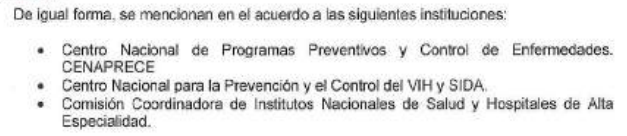 De igual forma, se mencionan en el acuerdo a las siguientes instituciones:
• Centro Nacional de Programas Preventivos y Control de Enfermedades.
CENAPRECE
• Centro Nacional para la Prevención y el Control del VIH y SIDA.
• Comisión Coordinadora de Institutos Nacionales de Salud y Hospitales de Alta
Especialidad.